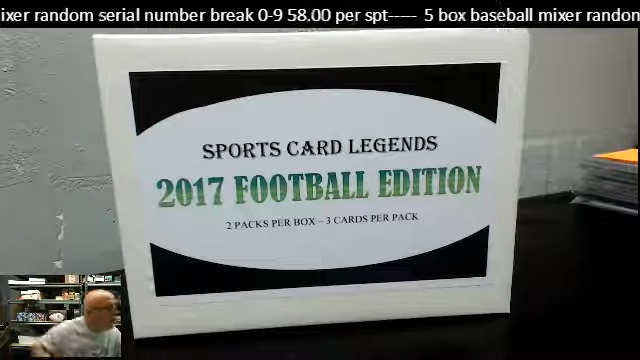 ixer random serial number break 0-9 58.00 per spt----- 5 box baseball mixer randon
SPORTS CARD LEGENDS
2017 FOOTBALL EDITION
2 PACKS PER BOX – 3 CARDS PER PACK